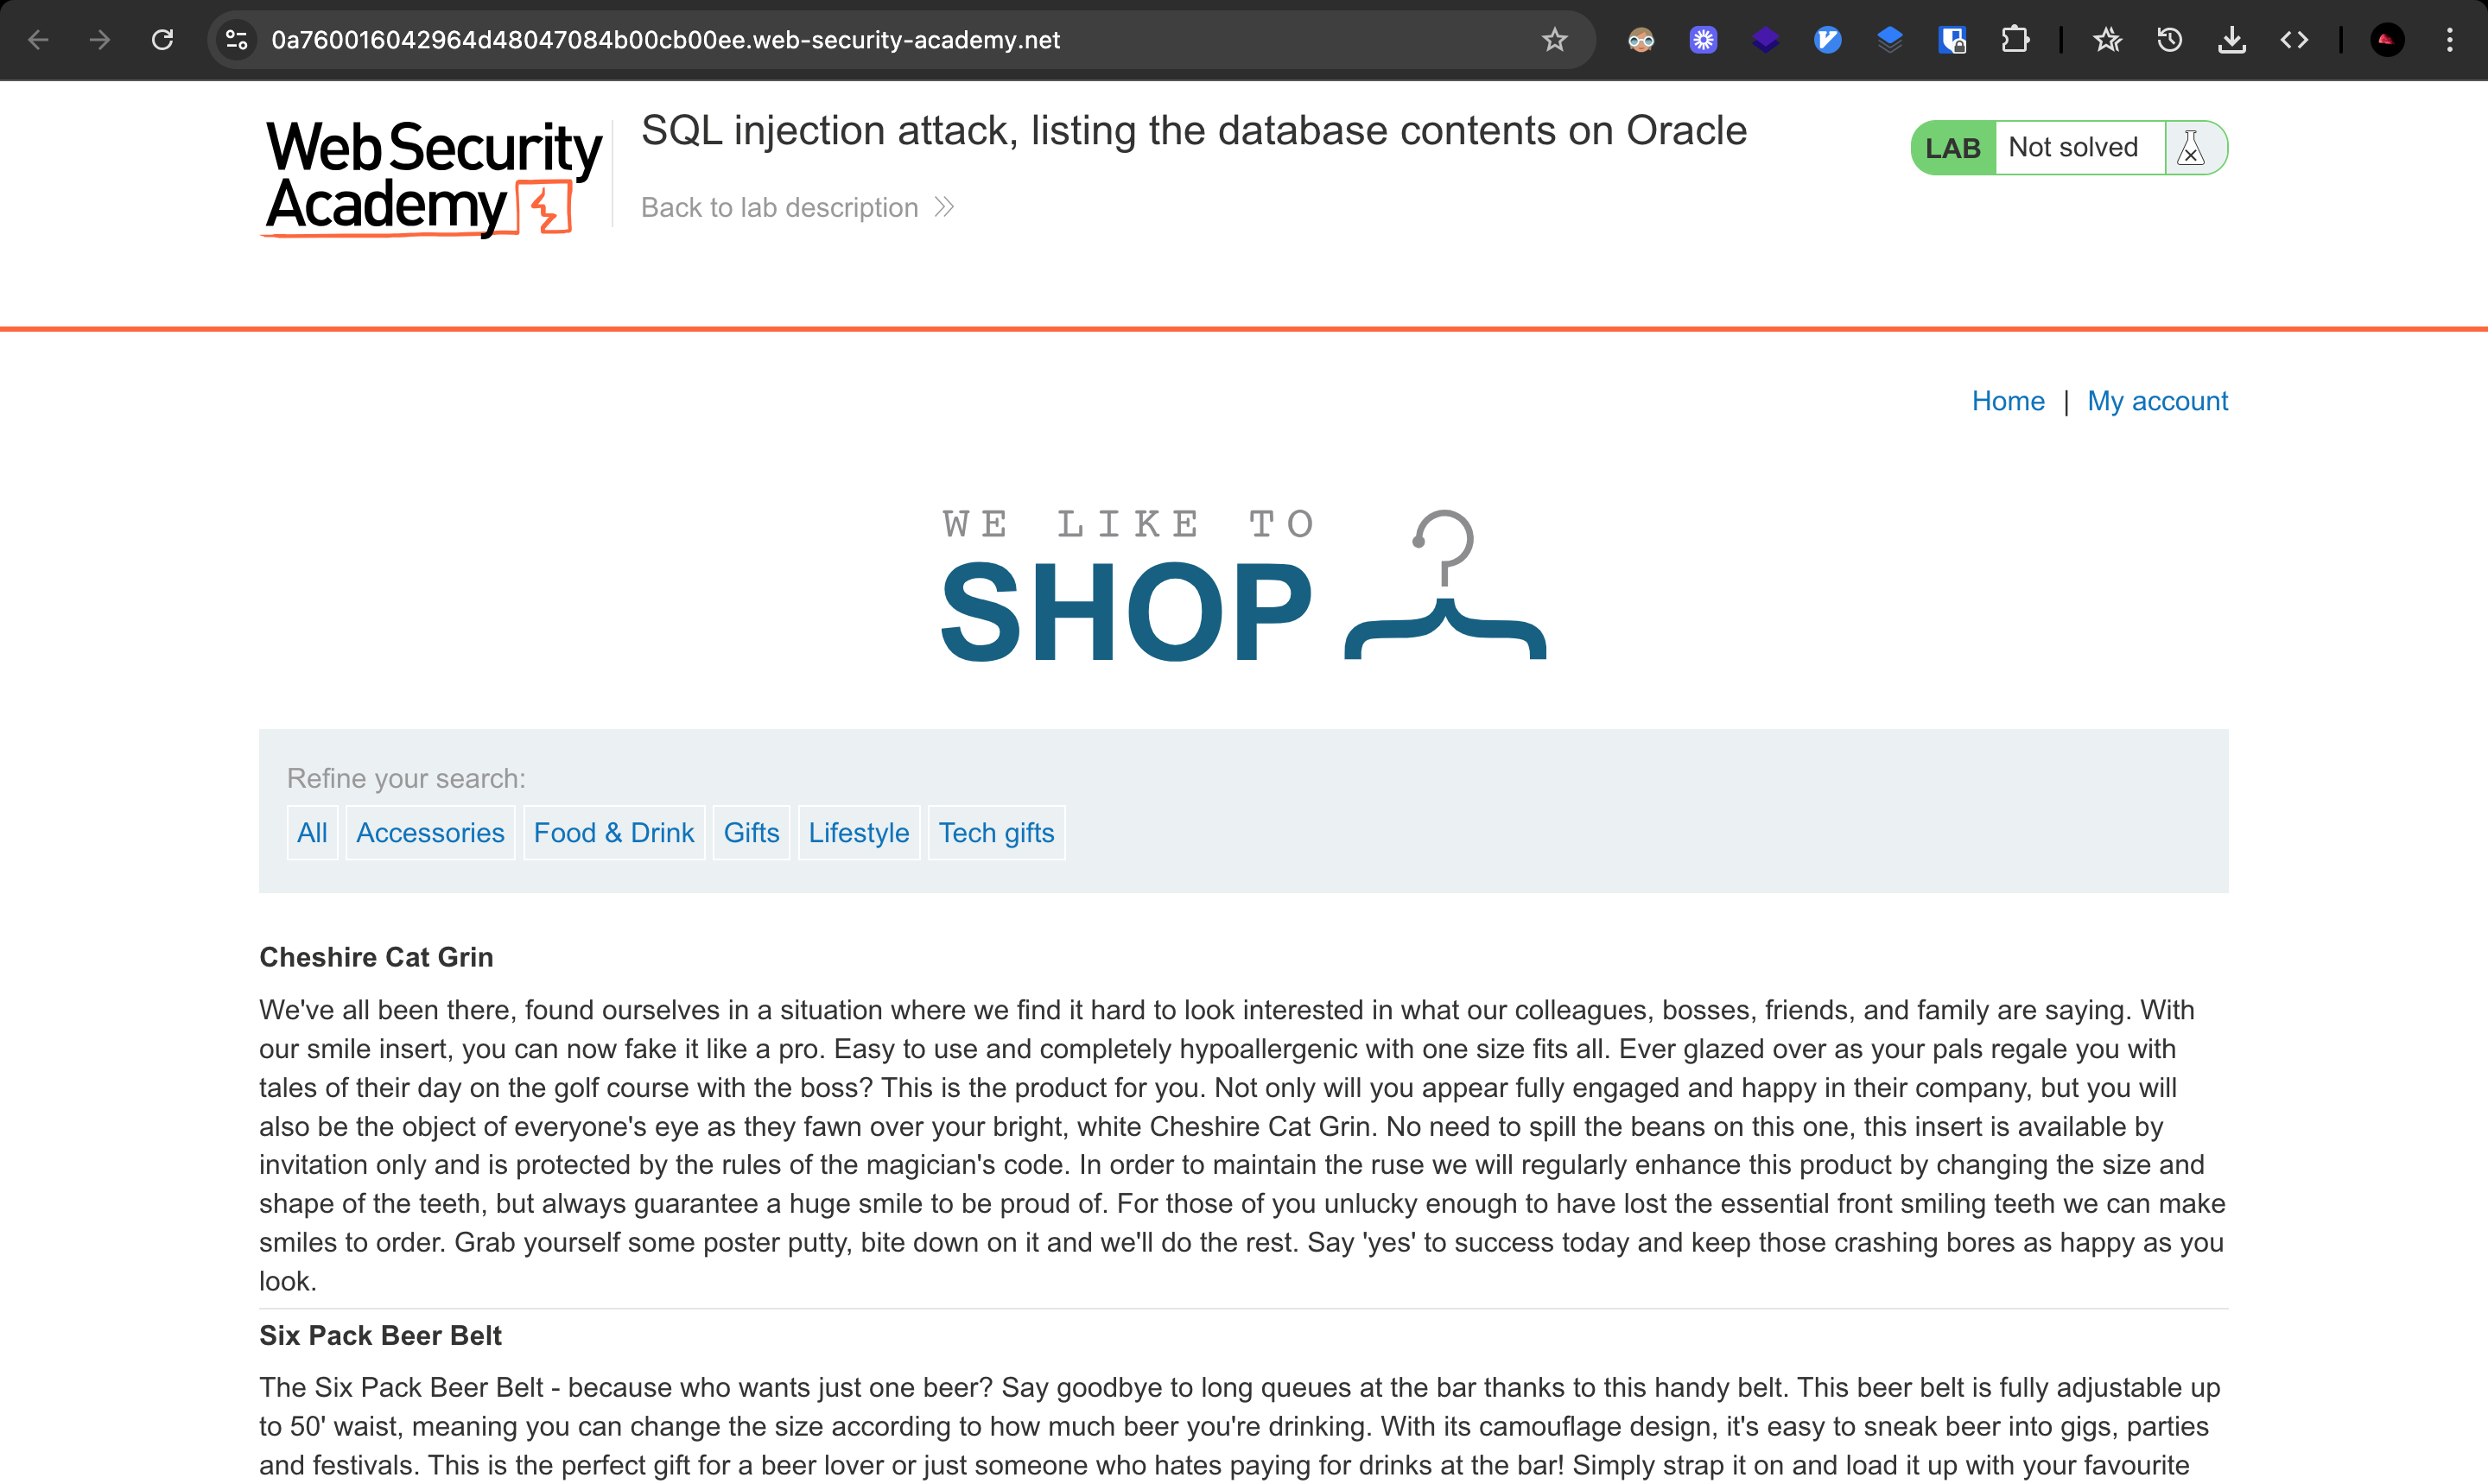 0a760016042964d48047084b00cb00ee.web-security-academy.net
WebSecurity
Academy
SQL injection attack, listing the database contents on Oracle
Back to lab description
LAB
Not solved
Home | My account
WE LIKE TO
SHOP
Refine your search:
All
Accessories
Food & Drink
Gifts
Lifestyle
Tech gifts
Cheshire Cat Grin
We've all been there, found ourselves in a situation where we find it hard to look interested in what our colleagues, bosses, friends, and family are saying. With
our smile insert, you can now fake it like a pro. Easy to use and completely hypoallergenic with one size fits all. Ever glazed over as your pals regale you with
tales of their day on the golf course with the boss? This is the product for you. Not only will you appear fully engaged and happy in their company, but you will
also be the object of everyone's eye as they fawn over your bright, white Cheshire Cat Grin. No need to spill the beans on this one, this insert is available by
invitation only and is protected by the rules of the magician's code. In order to maintain the ruse we will regularly enhance this product by changing the size and
shape of the teeth, but always guarantee a huge smile to be proud of. For those of you unlucky enough to have lost the essential front smiling teeth we can make
smiles to order. Grab yourself some poster putty, bite down on it and we'll do the rest. Say 'yes' to success today and keep those crashing bores as happy as you
look.
Six Pack Beer Belt
The Six Pack Beer Belt - because who wants just one beer? Say goodbye to long queues at the bar thanks to this handy belt. This beer belt is fully adjustable up
to 50' waist, meaning you can change the size according to how much beer you're drinking. With its camouflage design, it's easy to sneak beer into gigs, parties
and festivals. This is the perfect gift for a beer lover or just someone who hates paying for drinks at the bar! Simply strap it on and load it up with your favourite